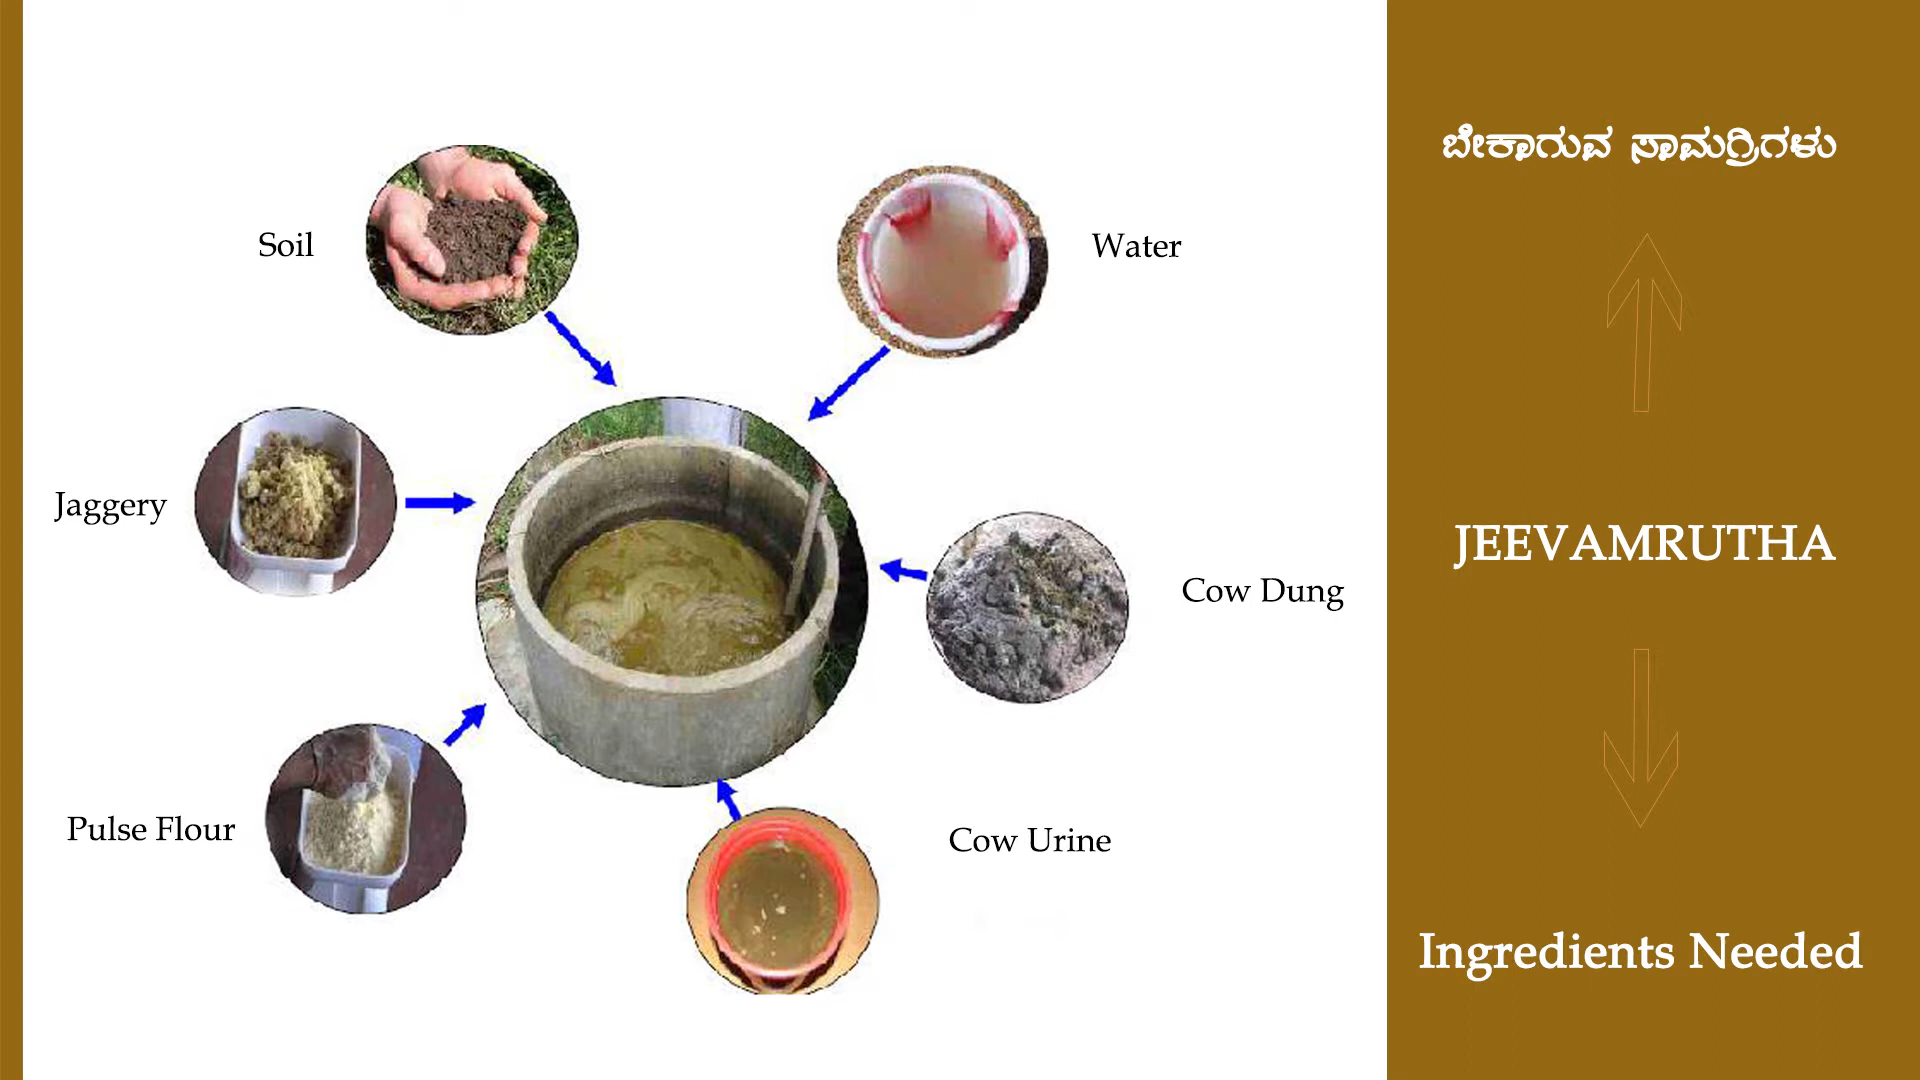 Soil
Water
Jaggery
Cow Dung
Pulse Flour
Cow Urine
ಬೇಕಾಗುವ ಸಾಮಗ್ರಿಗಳು
JEEVAMRUTHA
Ingredients Needed